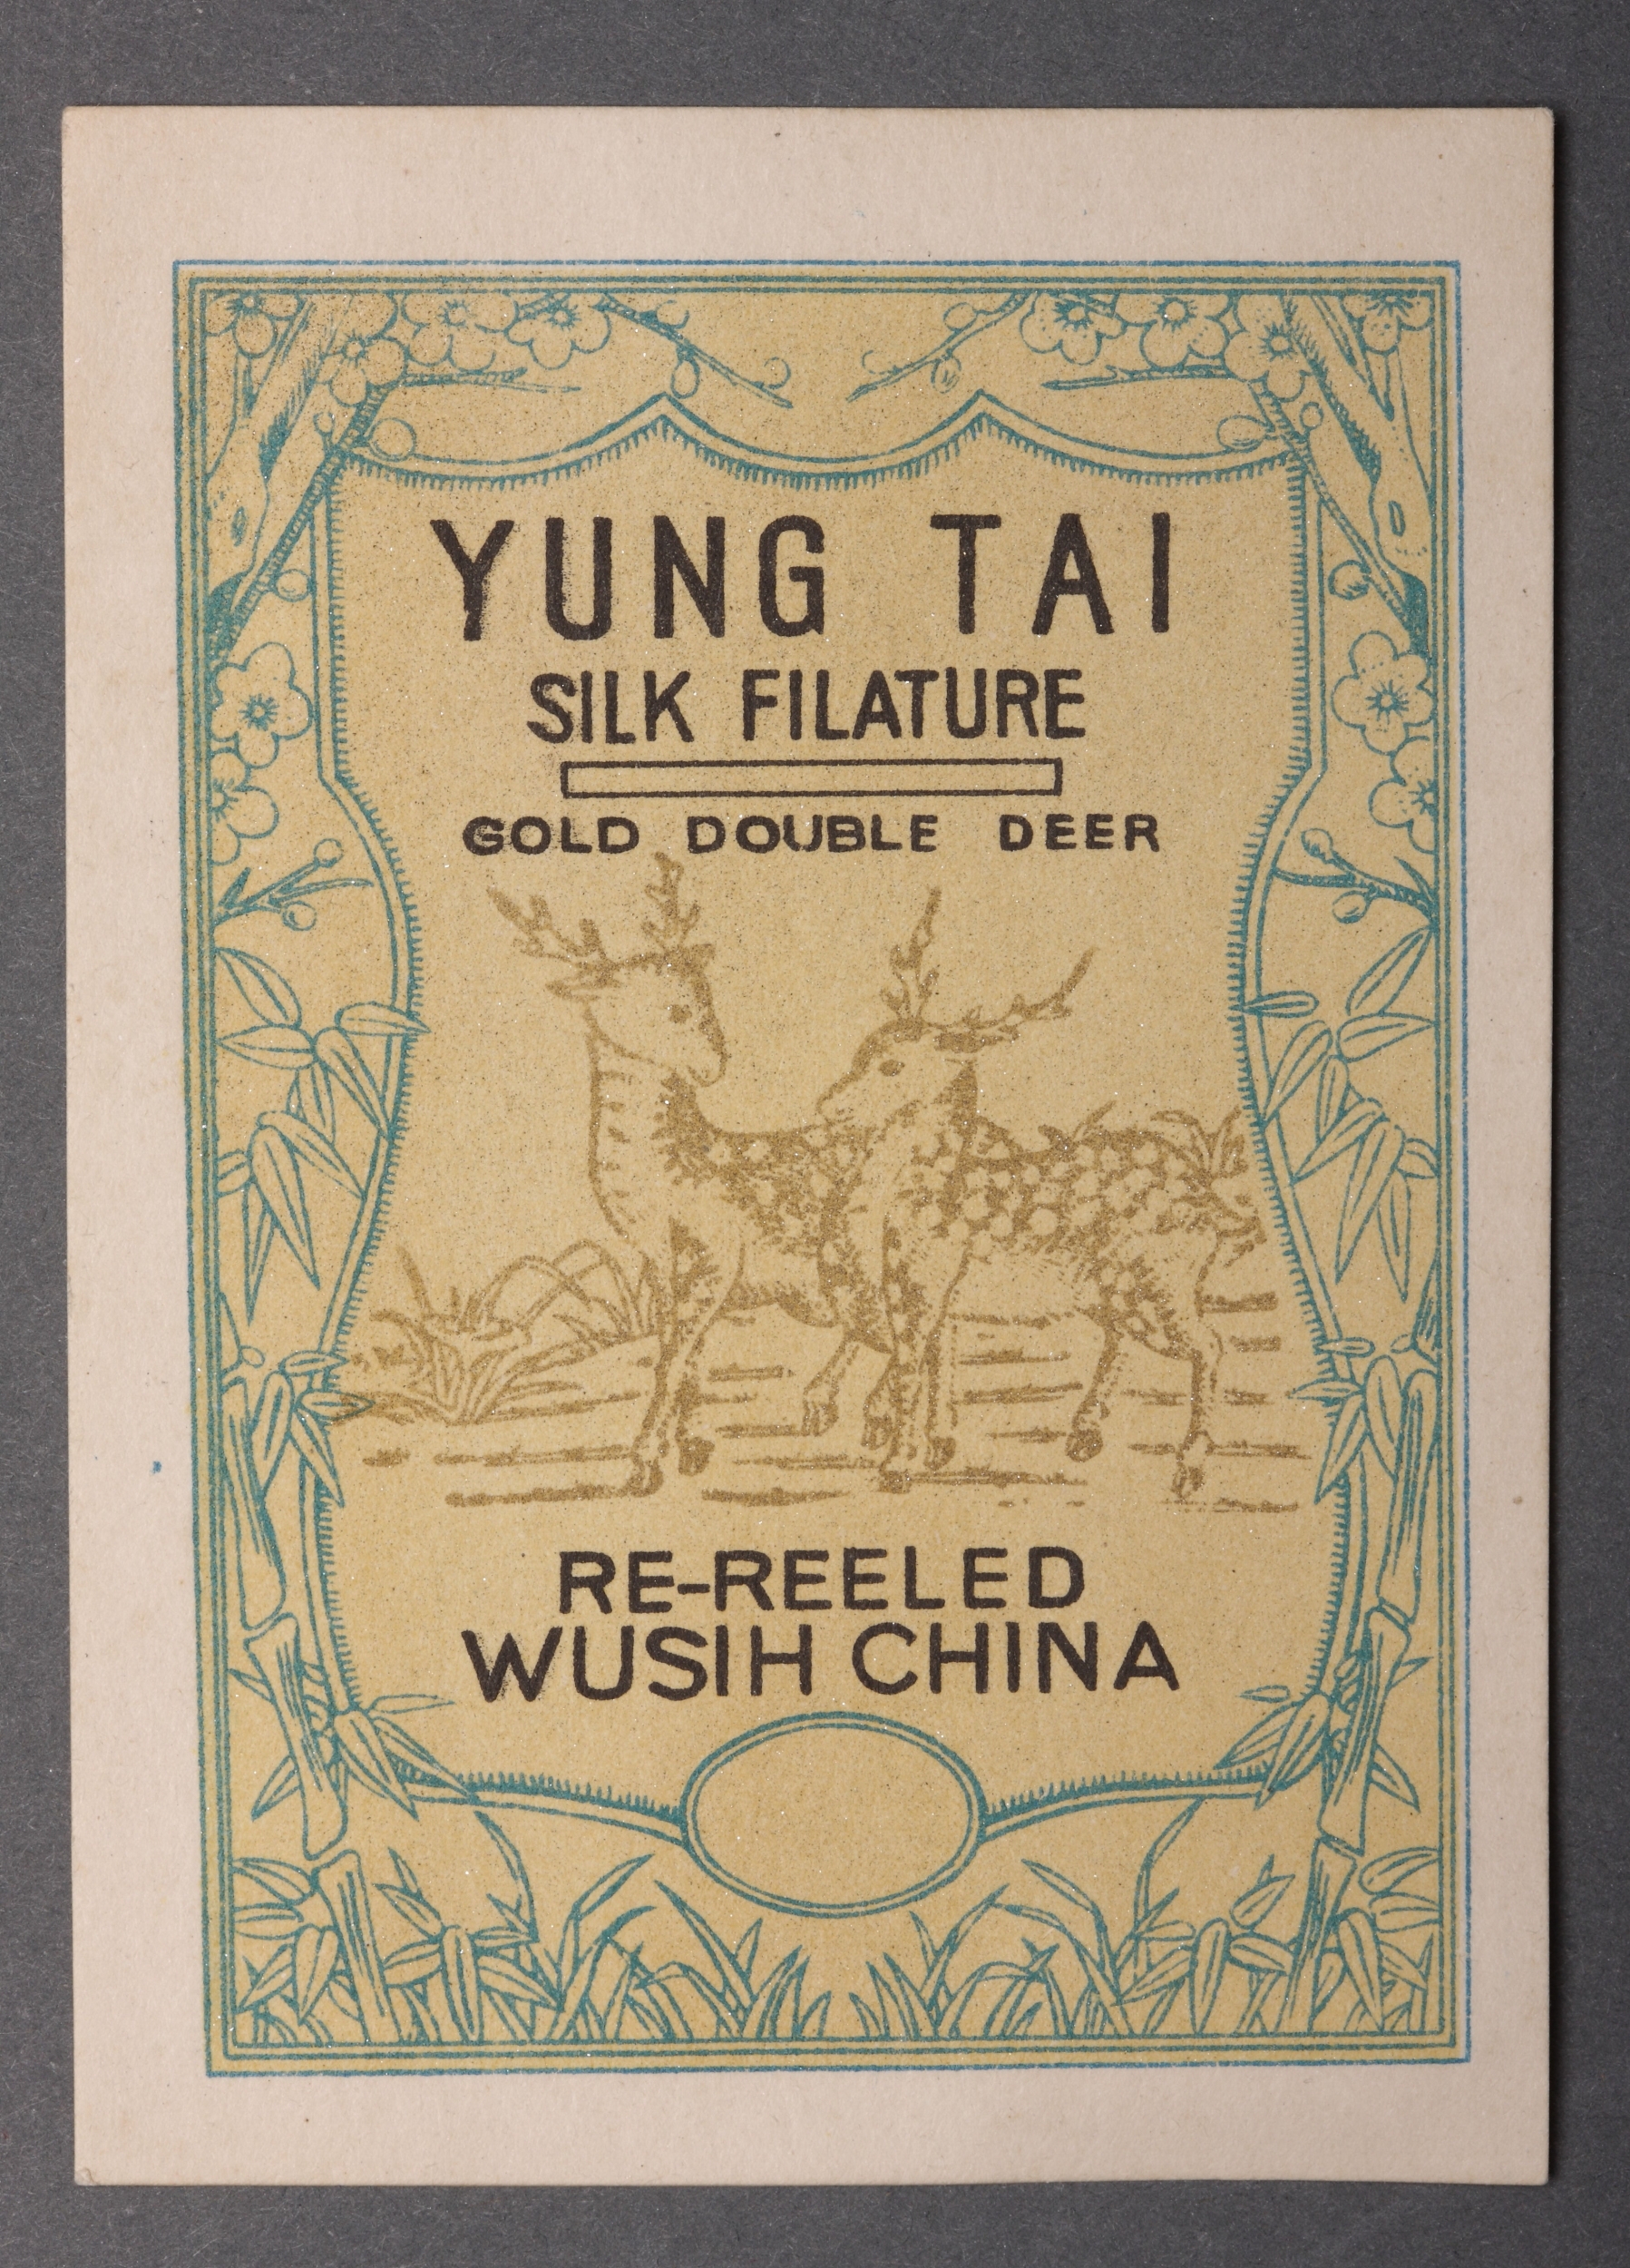 YUNG TAI
SILK FILATURE
GOLD DOUBLE DEER
RE-REELED
WUSIH CHINA